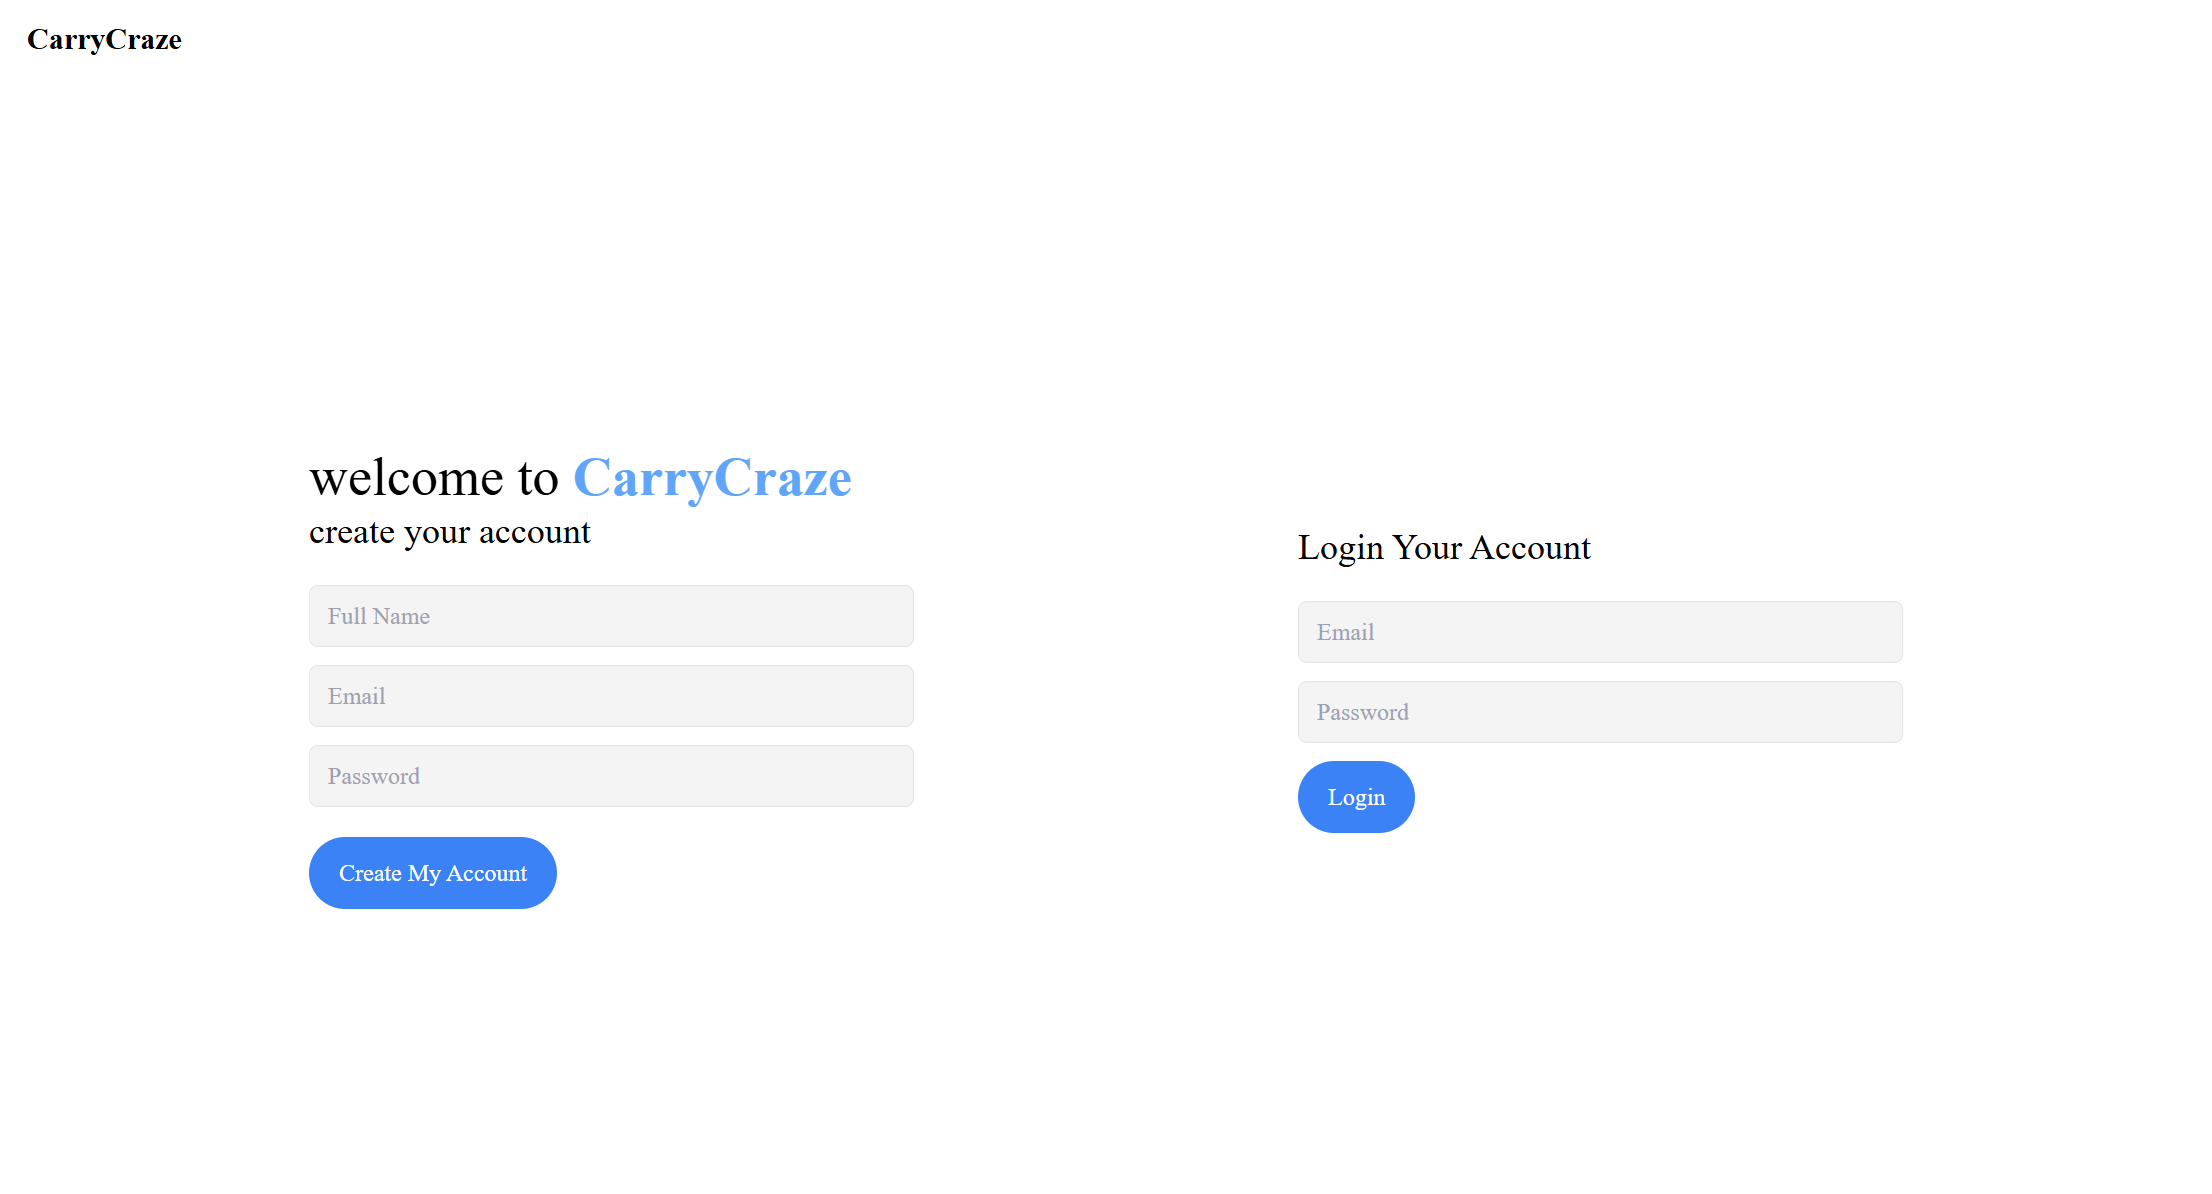 CarryCraze
welcome to CarryCraze
create your account
Full Name
Email
Password
Create My Account
Login Your Account
Email
Password
Login